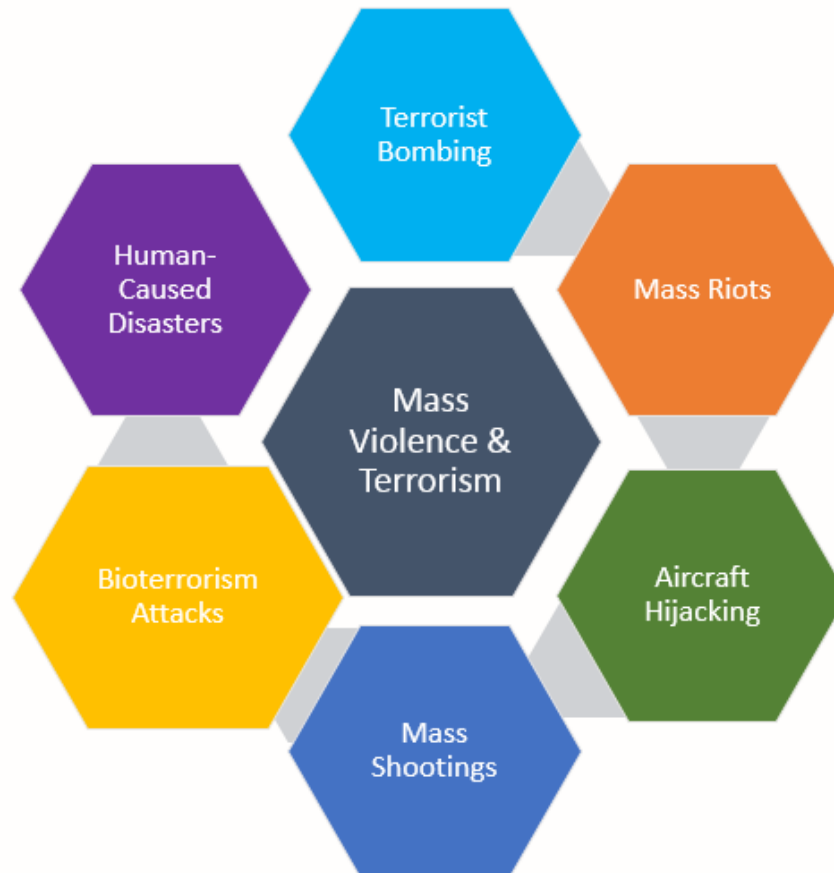 Terrorist
Bombing
Mass Riots
Aircraft
Hijacking
Mass
Shootings
Bioterrorism
Attacks
Human-
Caused
Disasters
Mass
Violence &
Terrorism